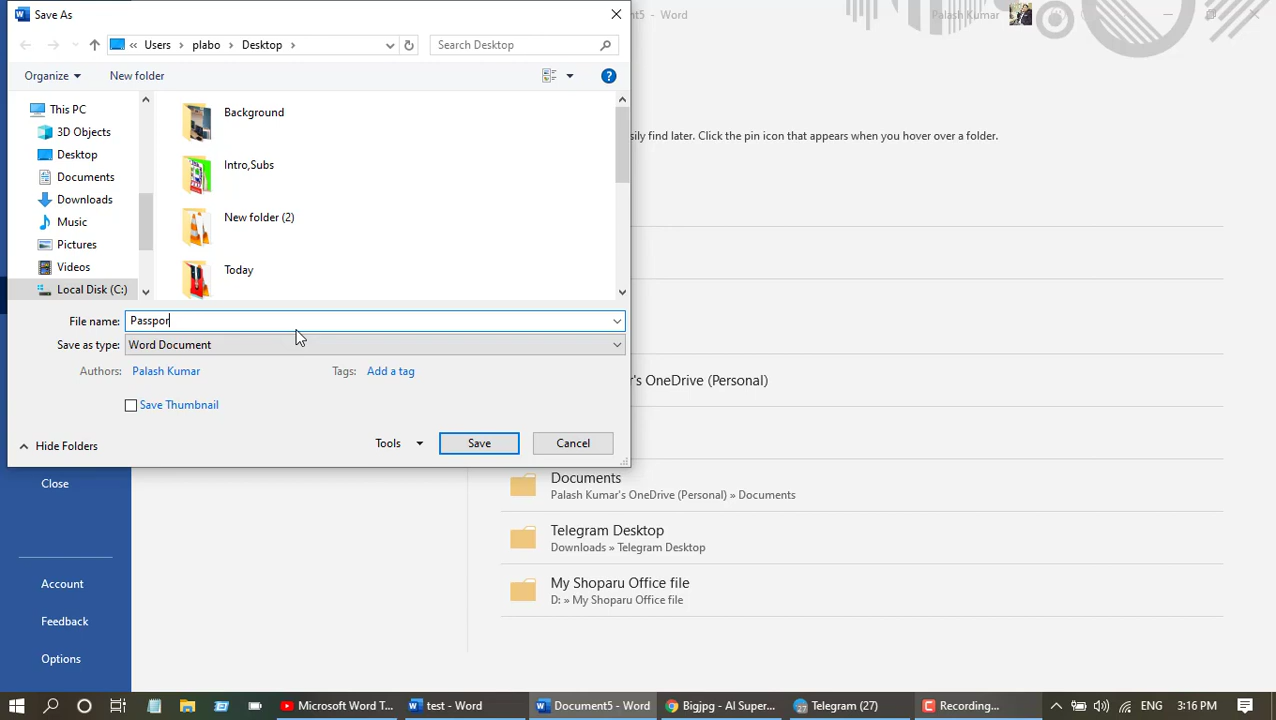 Save As
5 - Word
Palash Kumar
« Users › plabo › Desktop ›
Search Desktop
Organize
New folder
This PC
3D Objects
Desktop
Documents
Downloads
Music
Pictures
Videos
Local Disk (C:)
Background
Intro,Subs
New folder (2)
Today
File name: Passpor
Save as type: Word Document
Authors: Palash Kumar
Tags: Add a tag
Save Thumbnail
Hide Folders
Tools
Save
Cancel
sily find later. Click the pin icon that appears when you hover over a folder.
's OneDrive (Personal)
Documents
Palash Kumar's OneDrive (Personal) » Documents
Telegram Desktop
Downloads » Telegram Desktop
My Shoparu Office file
D: » My Shoparu Office file
Close
Account
Feedback
Options
Microsoft Word T...
test - Word
Document5 - Word
Bigjpg - AI Super...
27
Telegram (27)
Recording...
ENG
3:16 PM